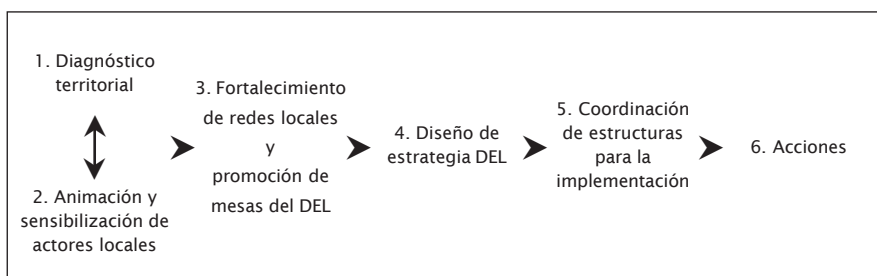 1. Diagnóstico
territorial
2. Animación y
sensibilización de
actores locales
3. Fortalecimiento
de redes locales
y
promoción de
mesas del DEL
4. Diseño de
estrategia DEL
5. Coordinación
de estructuras
para la
implementación
6. Acciones